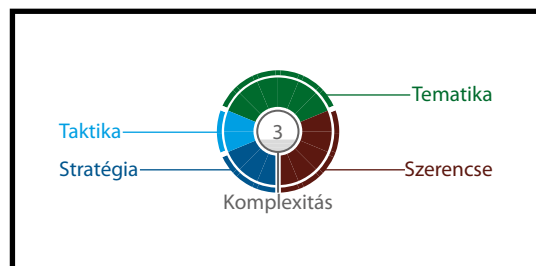 Tematika
Taktika
3
Stratégia
Szerencse
Komplexitás